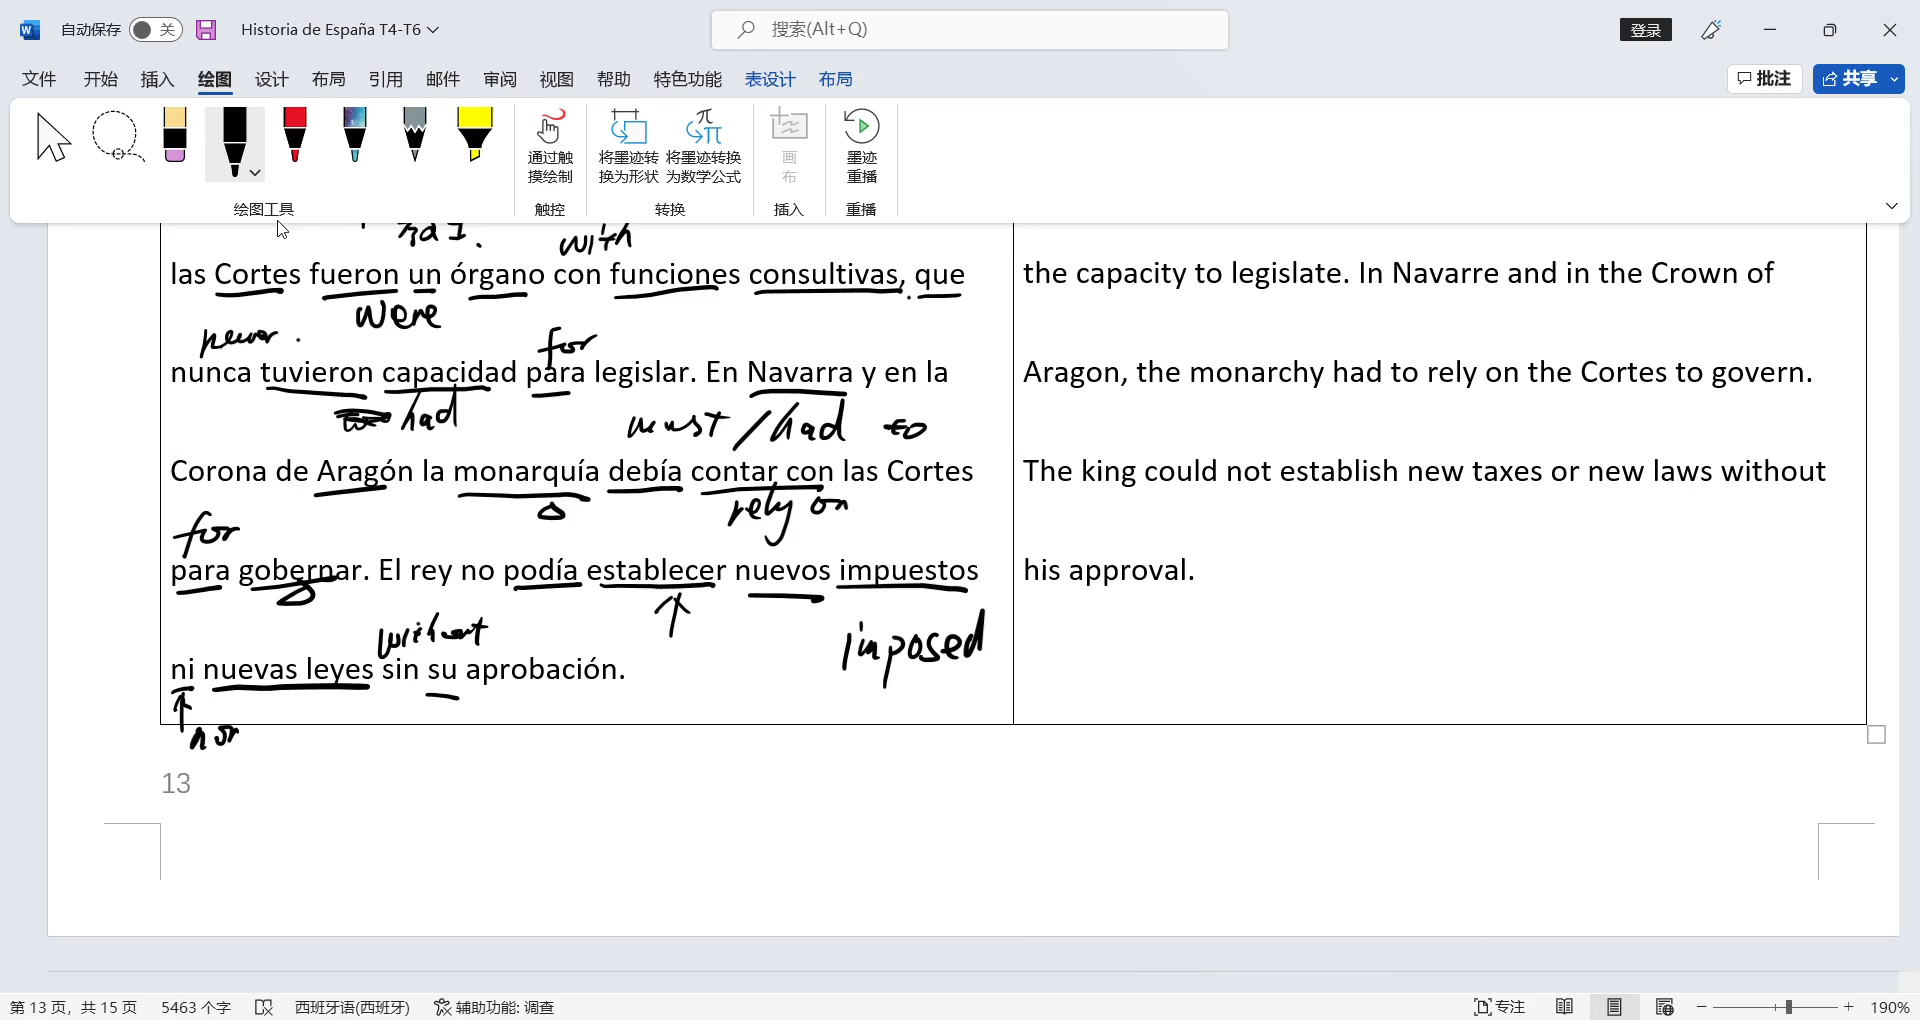 自动保存 关 Historia de España T4-T6 搜索(Alt+Q) 登录
文件 开始 插入 绘图 设计 布局 引用 邮件 审阅 视图 帮助 特色功能 表设计 布局 批注 共享
通过触摸绘制 将墨迹转换为形状 将墨迹转换为数学公式 画布 墨迹重播
绘图工具 触控 转换 插入 重播
with
las Cortes fueron un órgano con funciones consultivas, que
were
never.
for
nunca tuvieron capacidad para legislar. En Navarra y en la
had
must/had to
Corona de Aragón la monarquía debía contar con las Cortes
rely on
for
para gobernar. El rey no podía establecer nuevos impuestos
without
imposed
ni nuevas leyes sin su aprobación.
nor
the capacity to legislate. In Navarre and in the Crown of
Aragon, the monarchy had to rely on the Cortes to govern.
The king could not establish new taxes or new laws without
his approval.
13
第 13 页，共 15 页 5463 个字 西班牙语(西班牙) 辅助功能: 调查 专注 190%